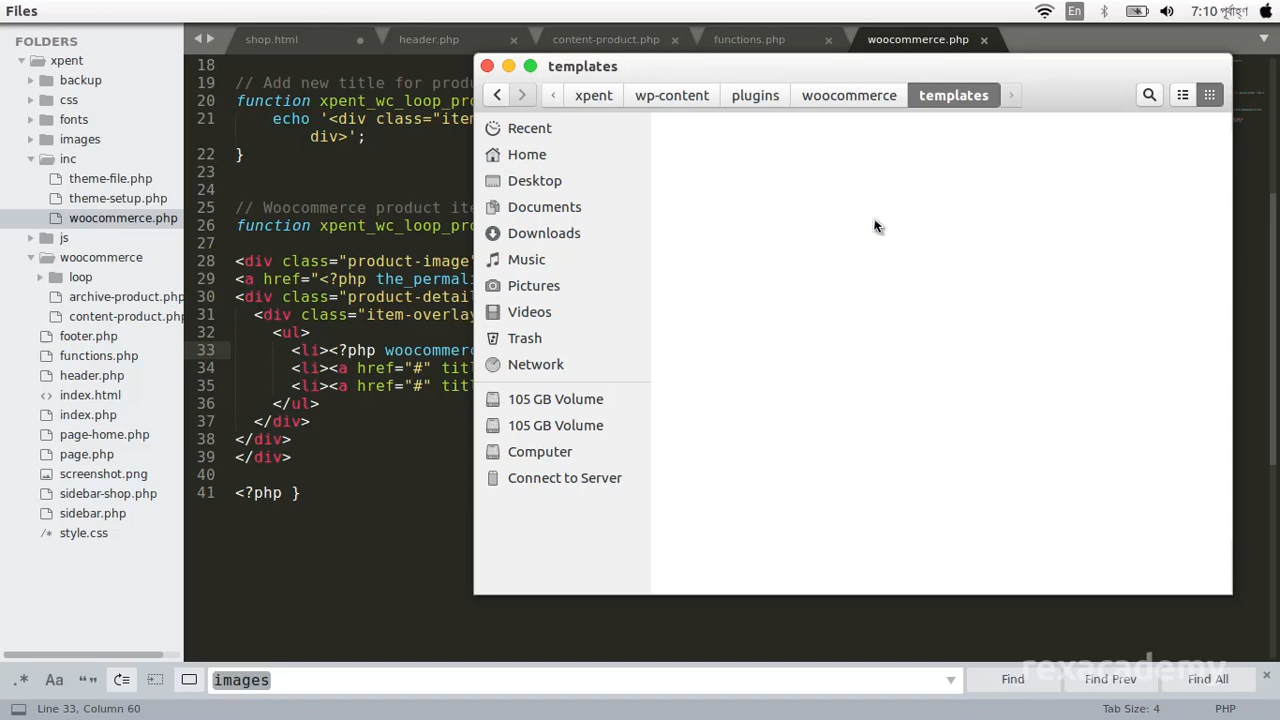 Files
En
7:10 পূর্বাহ্ণ
FOLDERS
xpent
backup
css
fonts
images
inc
theme-file.php
theme-setup.php
woocommerce.php
js
woocommerce
loop
archive-product.php
content-product.php
footer.php
functions.php
header.php
index.html
index.php
page-home.php
page.php
screenshot.png
sidebar-shop.php
sidebar.php
/* style.css
shop.html
header.php
content-product.php
functions.php
woocommerce.php
18
19 // Add new title for produ
20 function xpent_wc_loop_pro
21 echo '<div class="item
div>';
22 }
23
24
25 // Woocommerce product ite
26 function xpent_wc_loop_pro
27
28 <div class="product-image"
29 <a href="<?php the_permali
30 <div class="product-detail
31 <div class="item-overlay
32 <ul>
33 <li><?php woocommerc
34 <li><a href="#" titl
35 <li><a href="#" titl
36 </ul>
37 </div>
38 </div>
39 </div>
40
41 <?php }
templates
xpent
wp-content
plugins
woocommerce
templates
Recent
Home
Desktop
Documents
Downloads
Music
Pictures
Videos
Trash
Network
105 GB Volume
105 GB Volume
Computer
Connect to Server
rexacademy
.* Aa “” images Find Find Prev Find All
Line 33, Column 60
Tab Size: 4
PHP